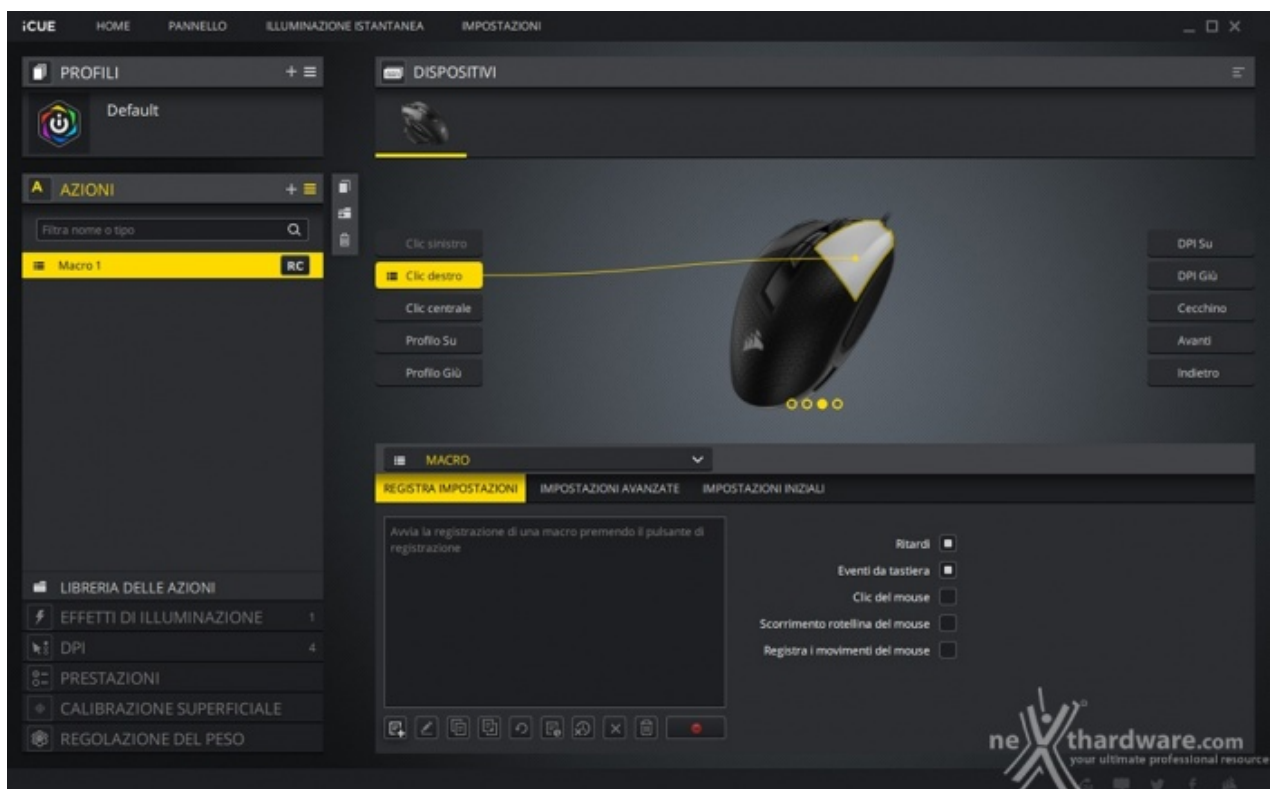 iCUE HOME PANNELLO ILLUMINAZIONE ISTANTANEA IMPOSTAZIONI
PROFILI
Default
A AZIONI
Filtra nome o tipo
Macro 1 RC
LIBRERIA DELLE AZIONI
EFFETTI DI ILLUMINAZIONE 1
DPI 4
PRESTAZIONI
CALIBRAZIONE SUPERFICIALE
REGOLAZIONE DEL PESO
DISPOSITIVI
Clic sinistro
Clic destro
Clic centrale
Profilo Su
Profilo Giù
DPI Su
DPI Giù
Cecchino
Avanti
Indietro
MACRO
REGISTRA IMPOSTAZIONI IMPOSTAZIONI AVANZATE IMPOSTAZIONI INIZIALI
Avvia la registrazione di una macro premendo il pulsante di
registrazione
Ritardi
Eventi da tastiera
Clic del mouse
Scorrimento rotellina del mouse
Registra i movimenti del mouse
nexthardware.com
your ultimate professional resource